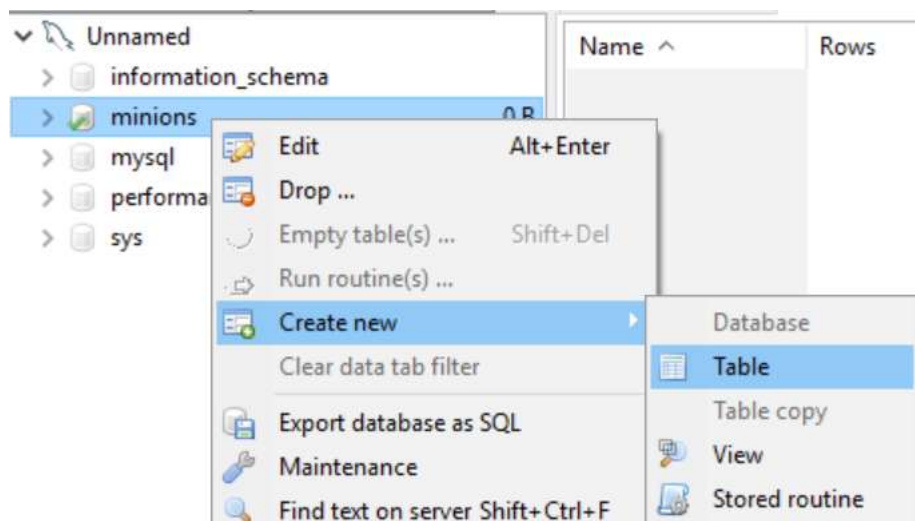 Unnamed
information_schema
minions 0 B
mysql
performa
sys
Name Rows
Edit Alt+Enter
Drop ...
Empty table(s) ... Shift+Del
Run routine(s) ...
Create new
Clear data tab filter
Export database as SQL
Maintenance
Find text on server Shift+Ctrl+F
Database
Table
Table copy
View
Stored routine